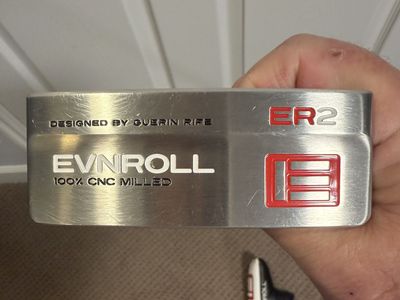 DESIGNED BY GUERIN RIFE
ER2
EVNROLL
100% CNC MILLED
E